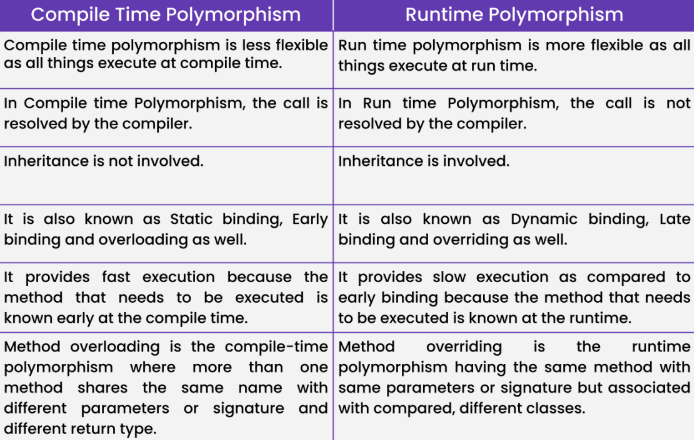 Compile Time Polymorphism
Runtime Polymorphism
Compile time polymorphism is less flexible
as all things execute at compile time.
Run time polymorphism is more flexible as all
things execute at run time.
In Compile time Polymorphism, the call is
resolved by the compiler.
In Run time Polymorphism, the call is not
resolved by the compiler.
Inheritance is not involved.
Inheritance is involved.
It is also known as Static binding, Early
binding and overloading as well.
It is also known as Dynamic binding, Late
binding and overriding as well.
It provides fast execution because the
method that needs to be executed is
known early at the compile time.
It provides slow execution as compared to
early binding because the method that needs
to be executed is known at the runtime.
Method overloading is the compile-time
polymorphism where more than one
method shares the same name with
different parameters or signature and
different return type.
Method overriding is the runtime
polymorphism having the same method with
same parameters or signature but associated
with compared, different classes.